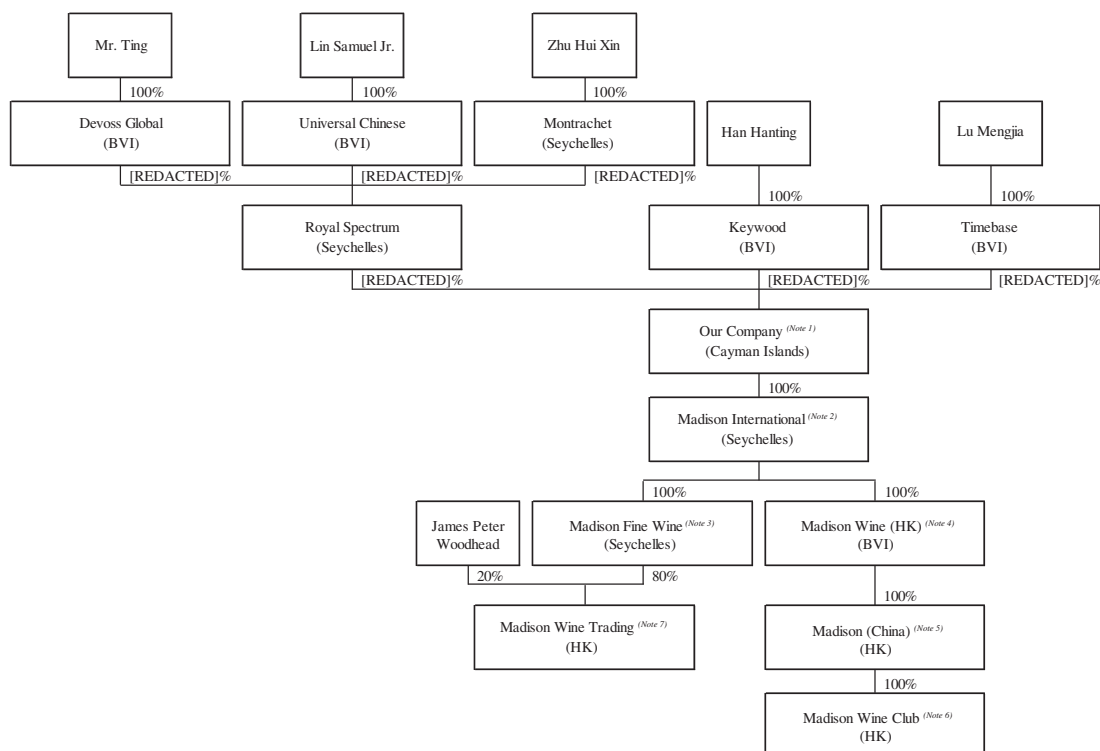 Mr. Ting
Lin Samuel Jr.
Zhu Hui Xin
100%
100%
100%
Devoss Global
(BVI)
Universal Chinese
(BVI)
Montrachet
(Seychelles)
Han Hanting
Lu Mengjia
[REDACTED]%
[REDACTED]%
[REDACTED]%
100%
100%
Royal Spectrum
(Seychelles)
Keywood
(BVI)
Timebase
(BVI)
[REDACTED]%
[REDACTED]%
[REDACTED]%
Our Company (Note 1)
(Cayman Islands)
100%
Madison International (Note 2)
(Seychelles)
100%
100%
James Peter
Woodhead
Madison Fine Wine (Note 3)
(Seychelles)
Madison Wine (HK) (Note 4)
(BVI)
20%
80%
100%
Madison Wine Trading (Note 7)
(HK)
Madison (China) (Note 5)
(HK)
100%
Madison Wine Club (Note 6)
(HK)